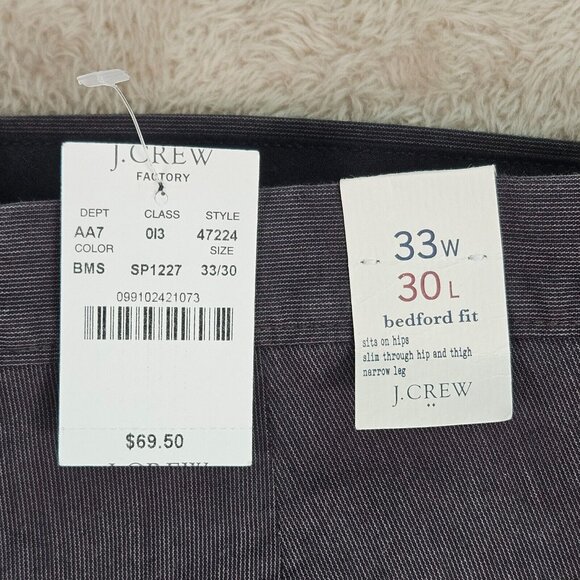 J.CREW
FACTORY
DEPT CLASS STYLE
AA7 0I3 47224
COLOR SIZE
BMS SP1227 33/30
099102421073
$69.50
J.CREW
33W
30L
bedford fit
sits on hips
slim through hip and thigh
narrow leg
J.CREW